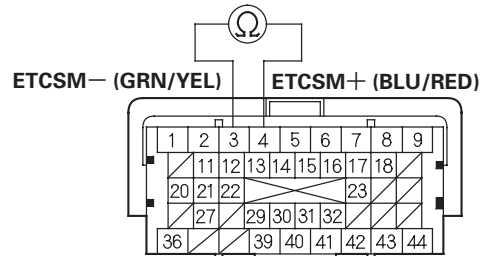 Ω
ETCSM− (GRN/YEL) ETCSM+ (BLU/RED)
1 2 3 4 5 6 7 8 9
11 12 13 14 15 16 17 18
20 21 22 23
27 29 30 31 32
36 39 40 41 42 43 44